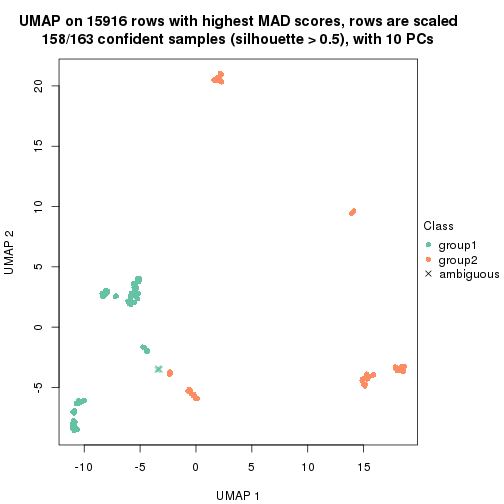 UMAP on 15916 rows with highest MAD scores, rows are scaled
158/163 confident samples (silhouette > 0.5), with 10 PCs
20
15
10
5
0
-5
UMAP 2
Class
group1
group2
ambiguous
-10
-5
0
5
10
15
UMAP 1